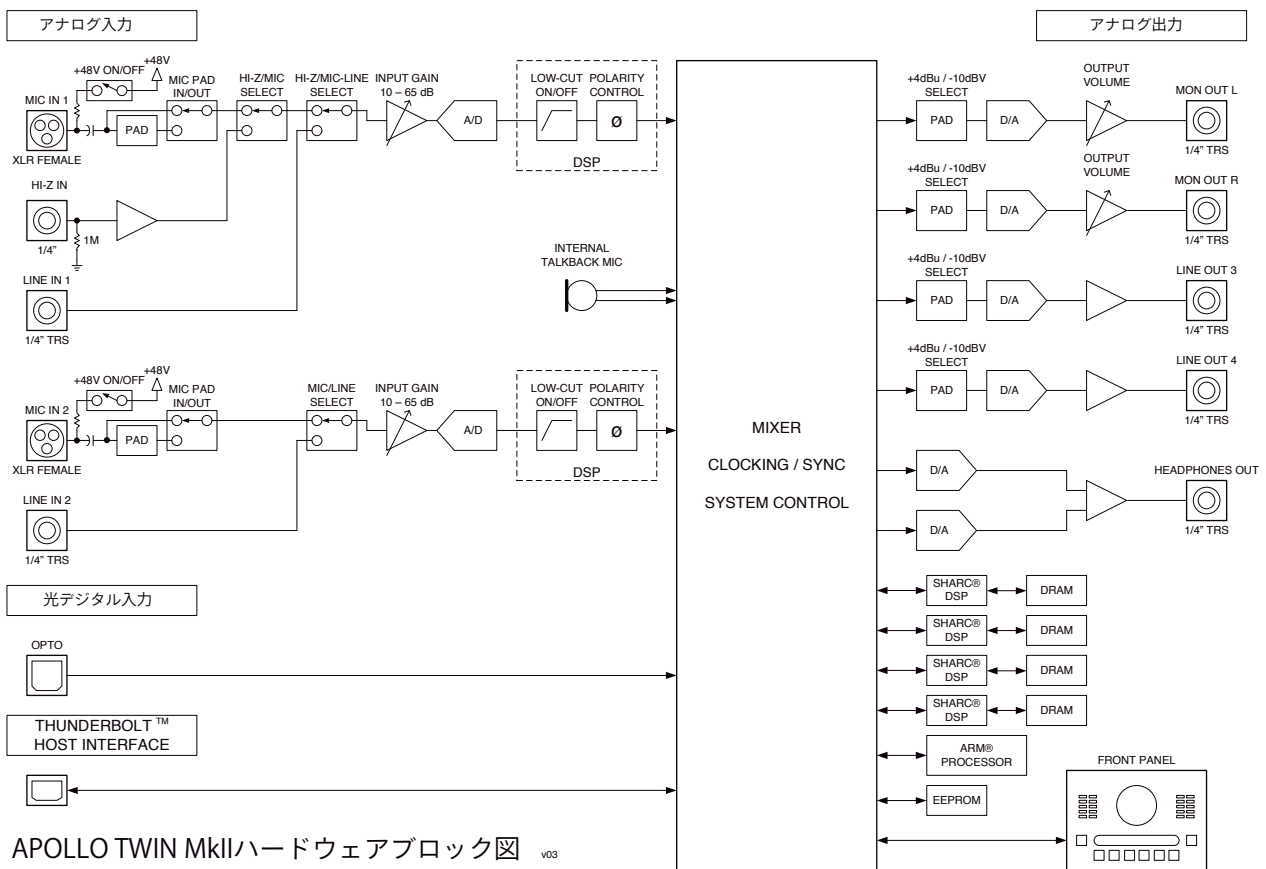 アナログ入力
アナログ出力
+48V
+48V ON/OFF
MIC IN 1
XLR FEMALE
PAD
MIC PAD
IN/OUT
HI-Z/MIC
SELECT
HI-Z/MIC-LINE
SELECT
INPUT GAIN
10 – 65 dB
A/D
LOW-CUT
ON/OFF
POLARITY
CONTROL
Ø
DSP
HI-Z IN
1/4”
1M
LINE IN 1
1/4” TRS
INTERNAL
TALKBACK MIC
+48V
+48V ON/OFF
MIC IN 2
XLR FEMALE
PAD
MIC PAD
IN/OUT
MIC/LINE
SELECT
INPUT GAIN
10 – 65 dB
A/D
LOW-CUT
ON/OFF
POLARITY
CONTROL
Ø
DSP
LINE IN 2
1/4” TRS
光デジタル入力
OPTO
THUNDERBOLT ™
HOST INTERFACE
MIXER
CLOCKING / SYNC
SYSTEM CONTROL
+4dBu / -10dBV
SELECT
PAD
D/A
OUTPUT
VOLUME
MON OUT L
1/4” TRS
+4dBu / -10dBV
SELECT
PAD
D/A
OUTPUT
VOLUME
MON OUT R
1/4” TRS
+4dBu / -10dBV
SELECT
PAD
D/A
LINE OUT 3
1/4” TRS
+4dBu / -10dBV
SELECT
PAD
D/A
LINE OUT 4
1/4” TRS
D/A
D/A
HEADPHONES OUT
1/4” TRS
SHARC®
DSP
DRAM
SHARC®
DSP
DRAM
SHARC®
DSP
DRAM
SHARC®
DSP
DRAM
ARM®
PROCESSOR
EEPROM
FRONT PANEL
APOLLO TWIN MkIIハードウェアブロック図 v03